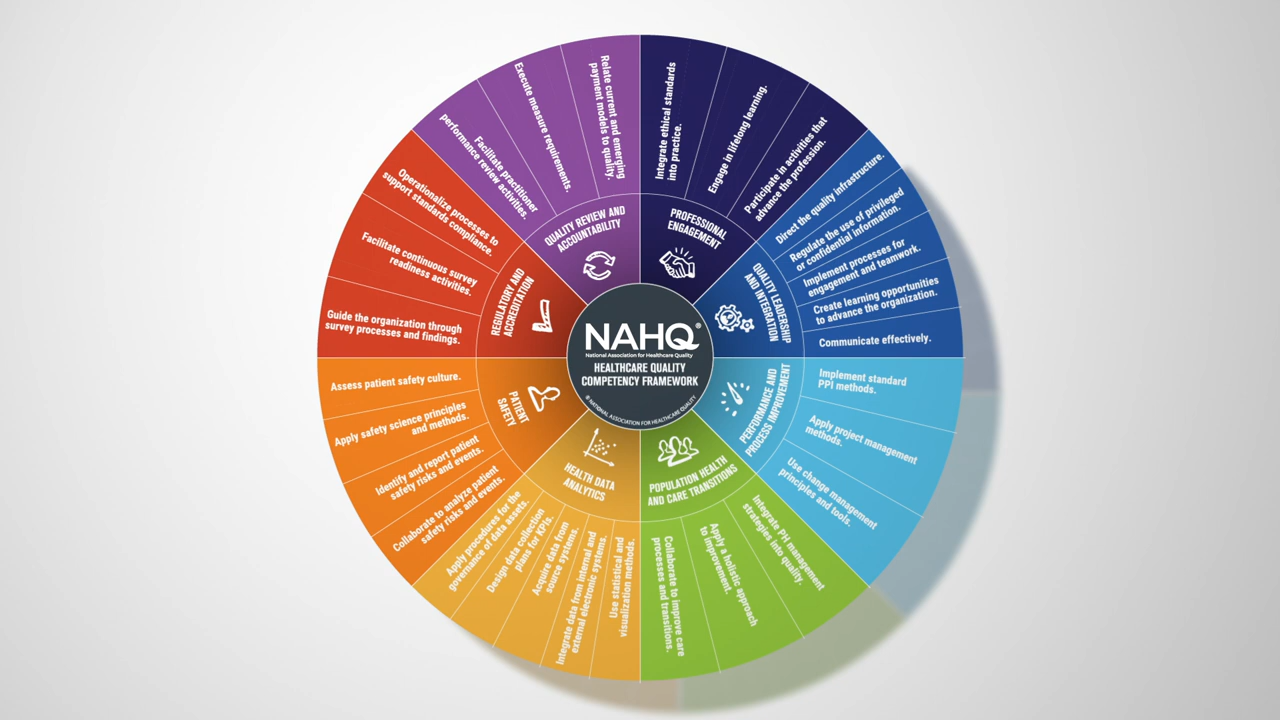 NAHQ®
National Association for Healthcare Quality
HEALTHCARE QUALITY
COMPETENCY FRAMEWORK
© NATIONAL ASSOCIATION FOR HEALTHCARE QUALITY
PROFESSIONAL
ENGAGEMENT
Integrate ethical standards
into practice.
Engage in lifelong learning.
Participate in activities that
advance the profession.
QUALITY LEADERSHIP
AND INTEGRATION
Direct the quality infrastructure.
Regulate the use of privileged
or confidential information.
Implement processes for
engagement and teamwork.
Create learning opportunities
to advance the organization.
Communicate effectively.
PERFORMANCE AND
PROCESS IMPROVEMENT
Implement standard
PPI methods.
Apply project management
methods.
Use change management
principles and tools.
POPULATION HEALTH
AND CARE TRANSITIONS
Integrate PH management
strategies into quality.
Apply a holistic approach
to improvement.
Collaborate to improve care
processes and transitions.
HEALTH DATA
ANALYTICS
Use statistical and
visualization methods.
Integrate data from internal and
external electronic systems.
Acquire data from
source systems.
Design data collection
plans for KPIs.
Apply procedures for the
governance of data assets.
PATIENT
SAFETY
Collaborate to analyze patient
safety risks and events.
Identify and report patient
safety risks and events.
Apply safety science principles
and methods.
Assess patient safety culture.
REGULATORY AND
ACCREDITATION
Guide the organization through
survey processes and findings.
Facilitate continuous survey
readiness activities.
Operationalize processes to
support standards compliance.
QUALITY REVIEW AND
ACCOUNTABILITY
Facilitate practitioner
performance review activities.
Execute measure requirements.
Relate current and emerging
payment models to quality.